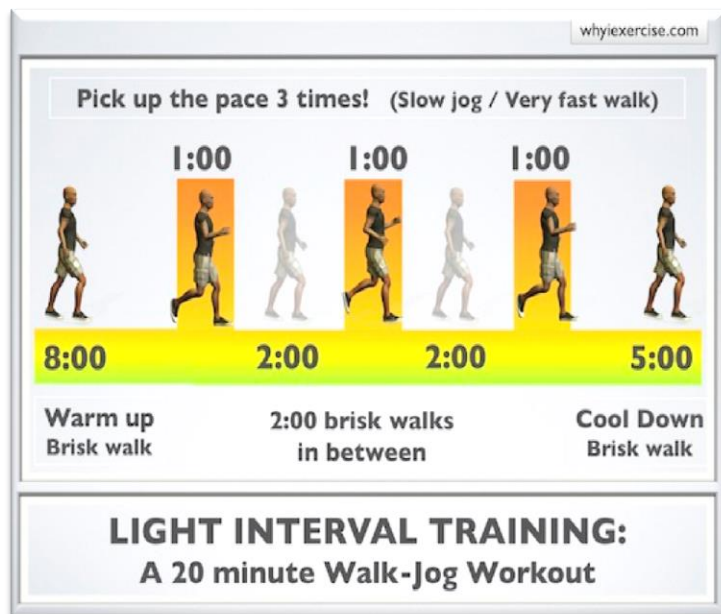 whyiexercise.com
Pick up the pace 3 times! (Slow jog / Very fast walk)
1:00 1:00 1:00
8:00 2:00 2:00 5:00
Warm up
Brisk walk
2:00 brisk walks
in between
Cool Down
Brisk walk
LIGHT INTERVAL TRAINING:
A 20 minute Walk-Jog Workout